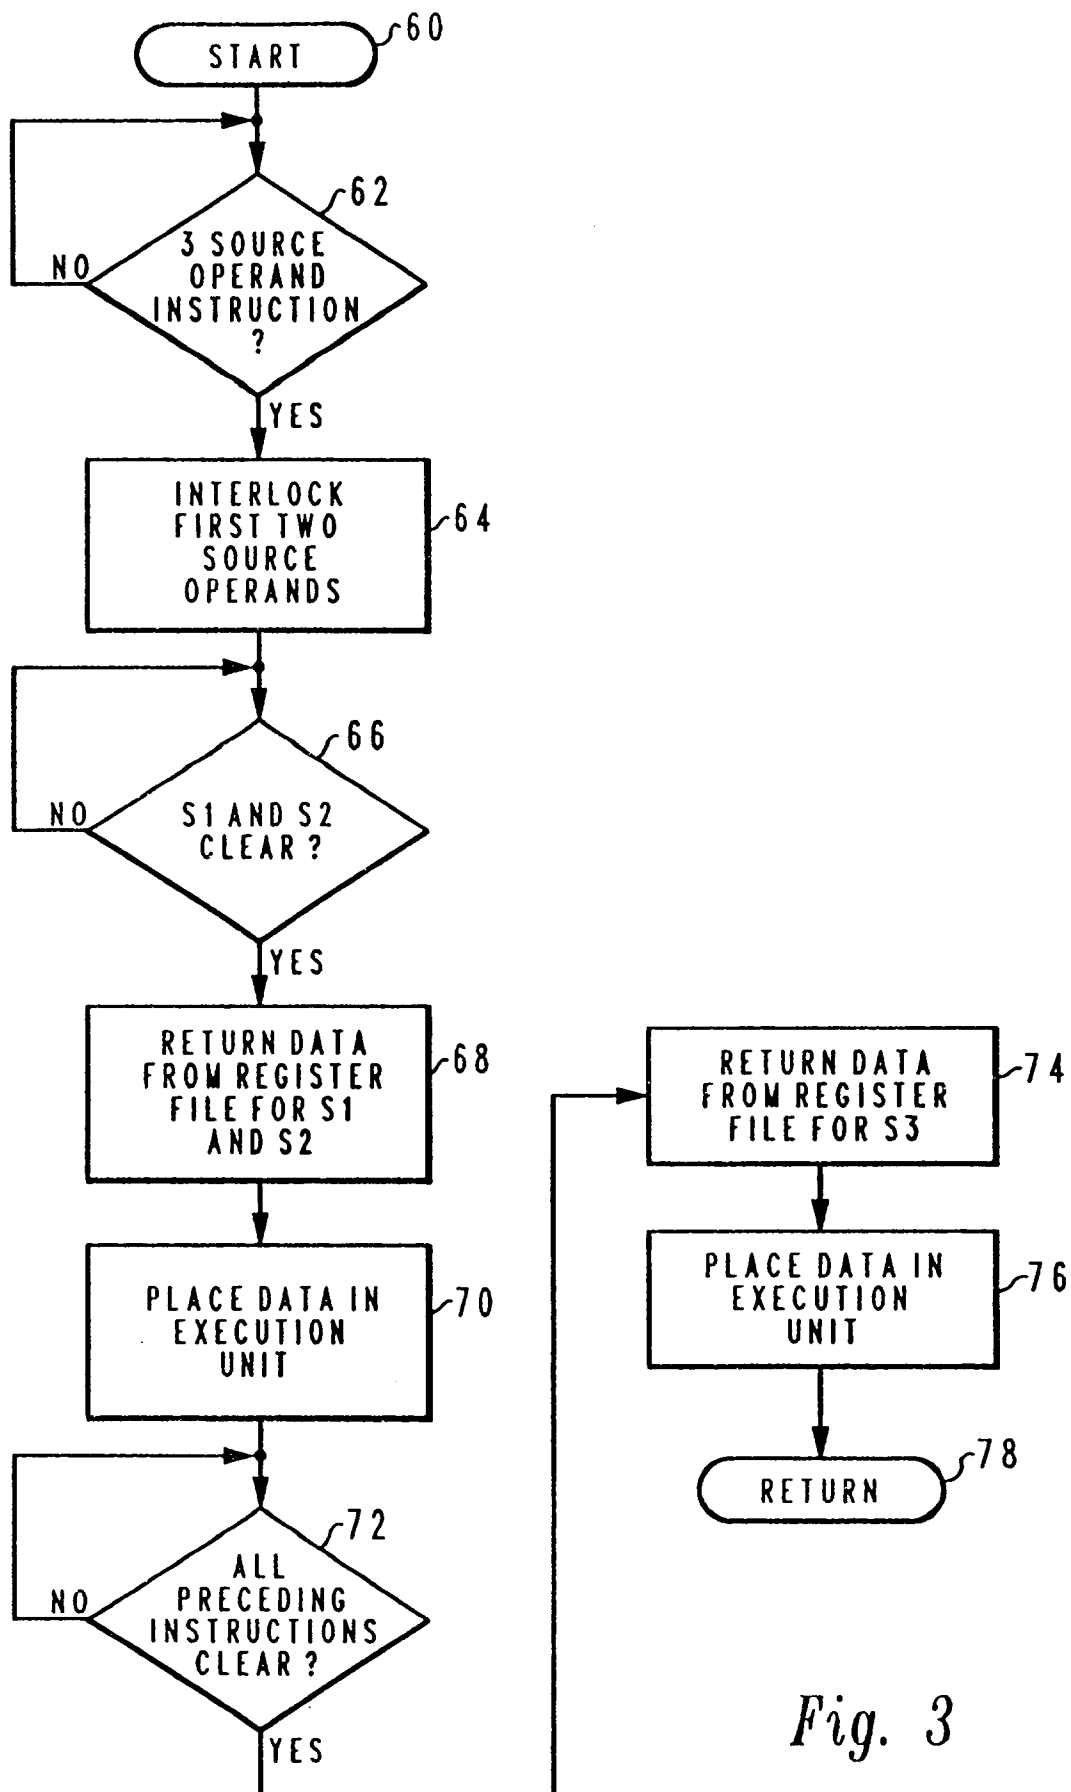 START
60
62
3 SOURCE
OPERAND
INSTRUCTION
?
NO
YES
INTERLOCK
FIRST TWO
SOURCE
OPERANDS
64
66
S1 AND S2
CLEAR ?
NO
YES
RETURN DATA
FROM REGISTER
FILE FOR S1
AND S2
68
PLACE DATA IN
EXECUTION
UNIT
70
72
ALL
PRECEDING
INSTRUCTIONS
CLEAR ?
NO
YES
RETURN DATA
FROM REGISTER
FILE FOR S3
74
PLACE DATA IN
EXECUTION
UNIT
76
RETURN
78
Fig. 3